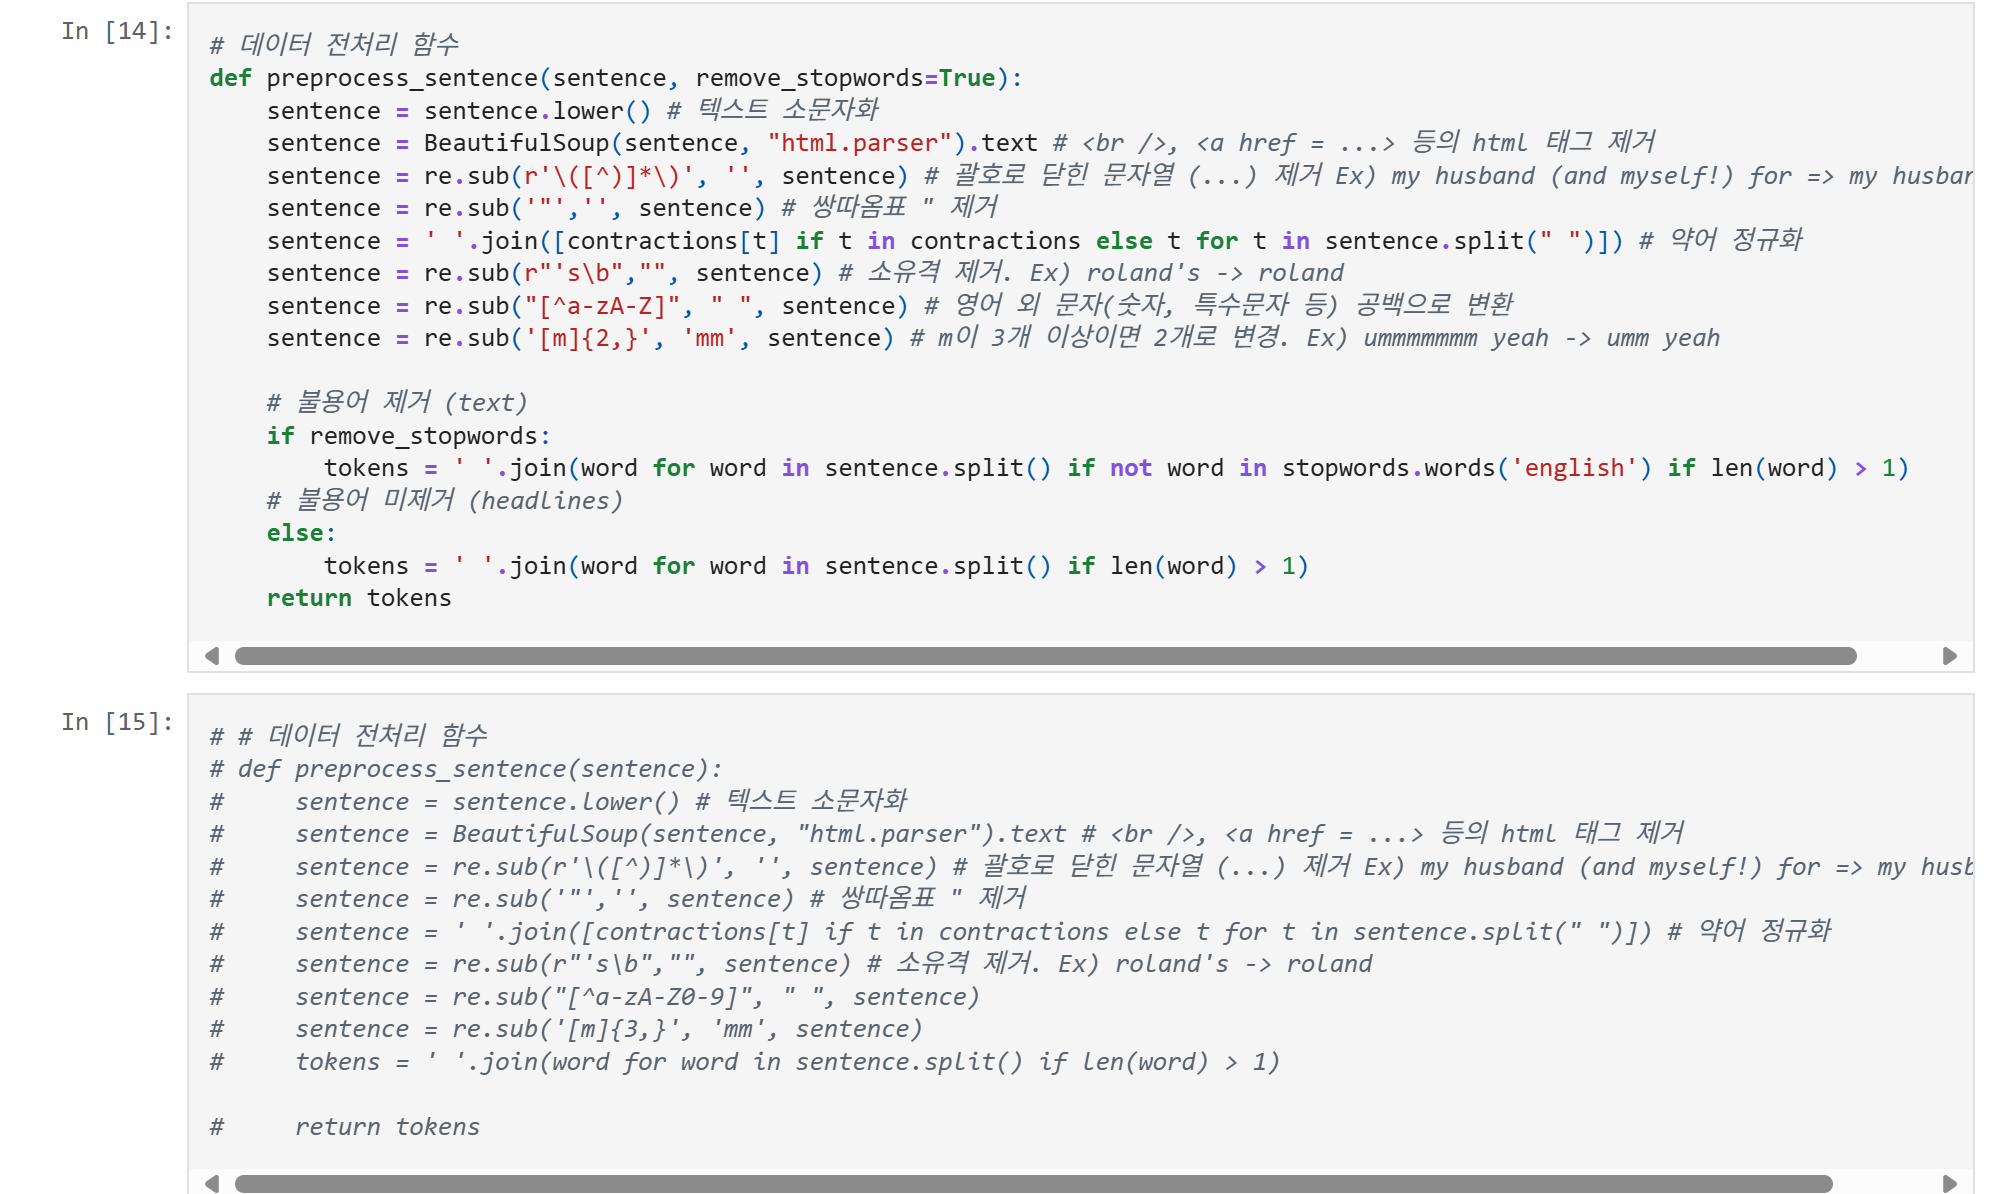 In [14]:
# 데이터 전처리 함수
def preprocess_sentence(sentence, remove_stopwords=True):
    sentence = sentence.lower() # 텍스트 소문자화
    sentence = BeautifulSoup(sentence, "html.parser").text # <br />, <a href = ...> 등의 html 태그 제거
    sentence = re.sub(r'\([^)]*\)', '', sentence) # 괄호로 닫힌 문자열 (...) 제거 Ex) my husband (and myself!) for => my husban
    sentence = re.sub('"','', sentence) # 쌍따옴표 " 제거
    sentence = ' '.join([contractions[t] if t in contractions else t for t in sentence.split(" ")]) # 약어 정규화
    sentence = re.sub(r"'s\b","", sentence) # 소유격 제거. Ex) roland's -> roland
    sentence = re.sub("[^a-zA-Z]", " ", sentence) # 영어 외 문자(숫자, 특수문자 등) 공백으로 변환
    sentence = re.sub('[m]{2,}', 'mm', sentence) # m이 3개 이상이면 2개로 변경. Ex) ummmmmmm yeah -> umm yeah
    # 불용어 제거 (text)
    if remove_stopwords:
        tokens = ' '.join(word for word in sentence.split() if not word in stopwords.words('english') if len(word) > 1)
    # 불용어 미제거 (headlines)
    else:
        tokens = ' '.join(word for word in sentence.split() if len(word) > 1)
    return tokens
In [15]:
# # 데이터 전처리 함수
# def preprocess_sentence(sentence):
#     sentence = sentence.lower() # 텍스트 소문자화
#     sentence = BeautifulSoup(sentence, "html.parser").text # <br />, <a href = ...> 등의 html 태그 제거
#     sentence = re.sub(r'\([^)]*\)', '', sentence) # 괄호로 닫힌 문자열 (...) 제거 Ex) my husband (and myself!) for => my husb
#     sentence = re.sub('"','', sentence) # 쌍따옴표 " 제거
#     sentence = ' '.join([contractions[t] if t in contractions else t for t in sentence.split(" ")]) # 약어 정규화
#     sentence = re.sub(r"'s\b","", sentence) # 소유격 제거. Ex) roland's -> roland
#     sentence = re.sub("[^a-zA-Z0-9]", " ", sentence)
#     sentence = re.sub('[m]{3,}', 'mm', sentence)
#     tokens = ' '.join(word for word in sentence.split() if len(word) > 1)
#     return tokens